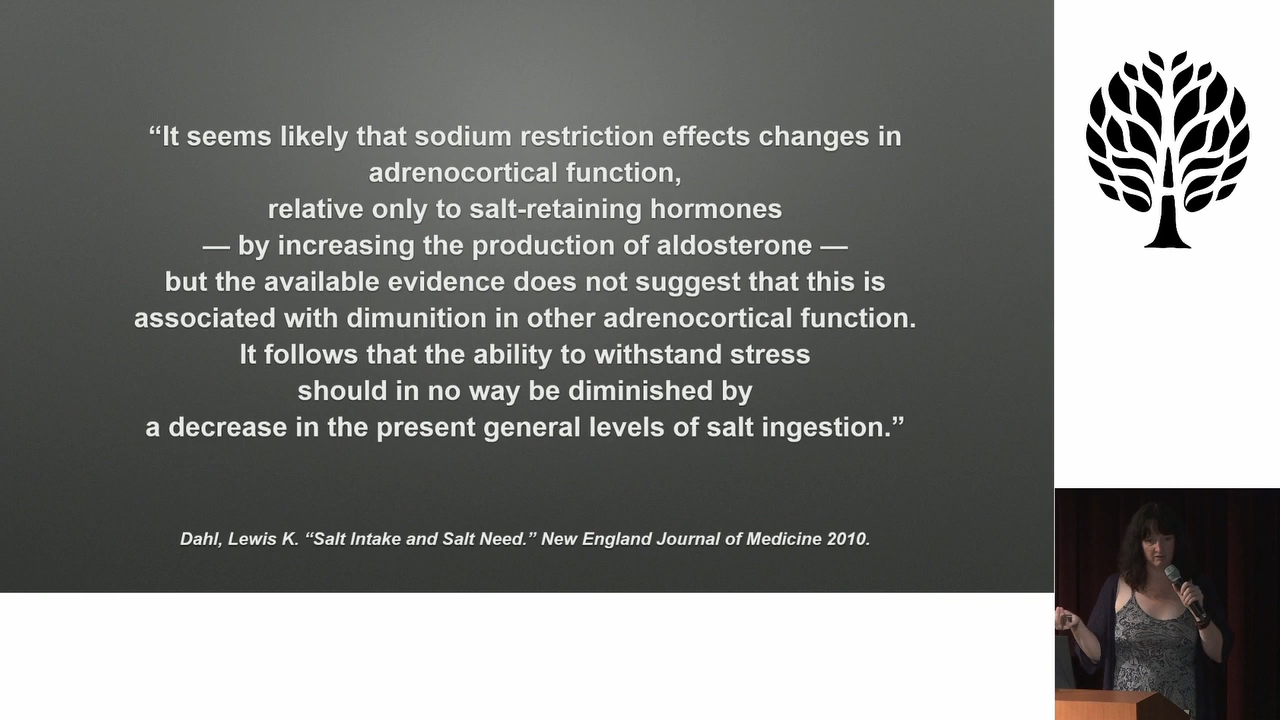 “It seems likely that sodium restriction effects changes in
adrenocortical function,
relative only to salt-retaining hormones
— by increasing the production of aldosterone —
but the available evidence does not suggest that this is
associated with dimunition in other adrenocortical function.
It follows that the ability to withstand stress
should in no way be diminished by
a decrease in the present general levels of salt ingestion.”
Dahl, Lewis K. “Salt Intake and Salt Need.” New England Journal of Medicine 2010.